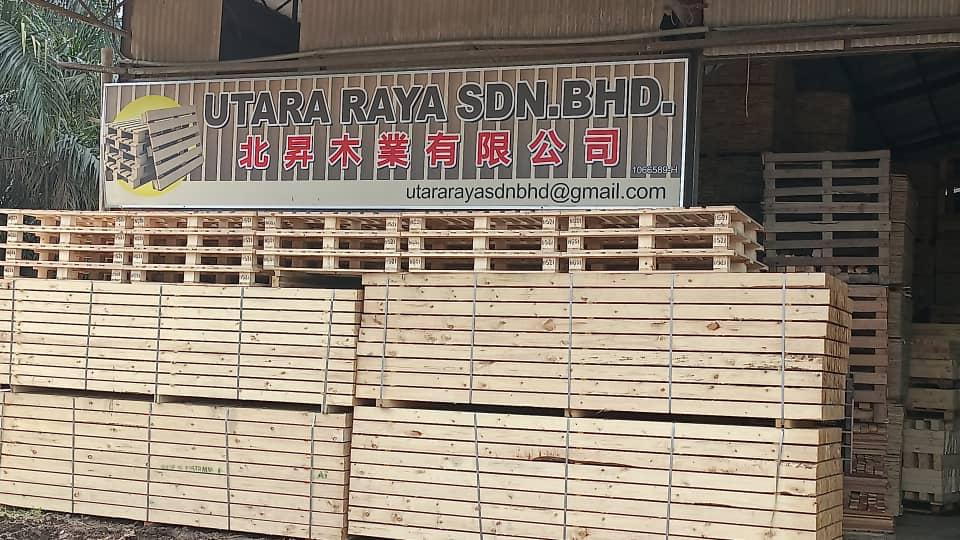 UTARA RAYA SDN.BHD.
北昇木業有限公司
1066589-H
utararayasdnbhd@gmail.com